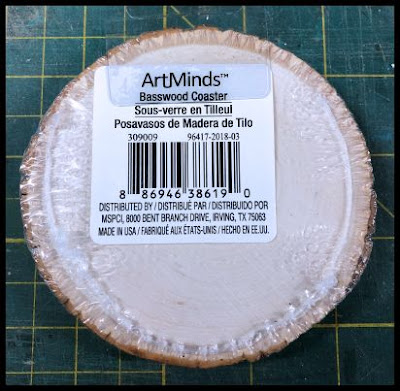 ArtMinds™
Basswood Coaster
Sous-verre en Tilleul
Posavasos de Madera de Tilo
309009 96417-2018-03
8 86946 38619 0
DISTRIBUTED BY / DISTRIBUÉ PAR / DISTRIBUIDO POR
MSPCI, 8000 BENT BRANCH DRIVE, IRVING, TX 75063
MADE IN USA / FABRIQUÉ AUX ÉTATS-UNIS / HECHO EN EE.UU.